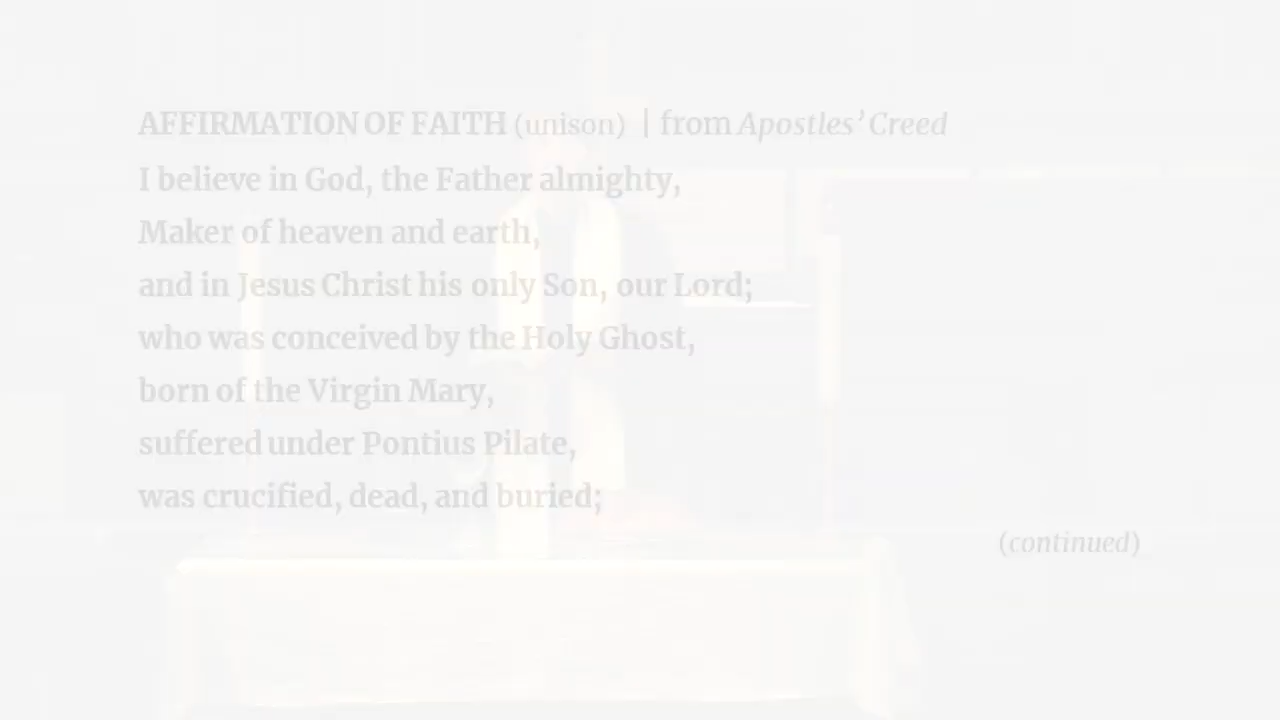 AFFIRMATION OF FAITH (unison) | from Apostles’ Creed
I believe in God, the Father almighty,
Maker of heaven and earth,
and in Jesus Christ his only Son, our Lord;
who was conceived by the Holy Ghost,
born of the Virgin Mary,
suffered under Pontius Pilate,
was crucified, dead, and buried;
(continued)